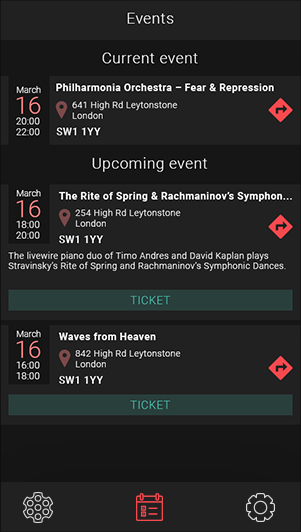 Events
Current event
March
16
20:00
22:00
Philharmonia Orchestra – Fear & Repression
641 High Rd Leytonstone
London
SW1 1YY
Upcoming event
March
16
18:00
20:00
The Rite of Spring & Rachmaninov's Symphon...
254 High Rd Leytonstone
London
SW1 1YY
The livewire piano duo of Timo Andres and David Kaplan plays
Stravinsky's Rite of Spring and Rachmaninov's Symphonic Dances.
TICKET
March
16
16:00
18:00
Waves from Heaven
842 High Rd Leytonstone
London
SW1 1YY
TICKET